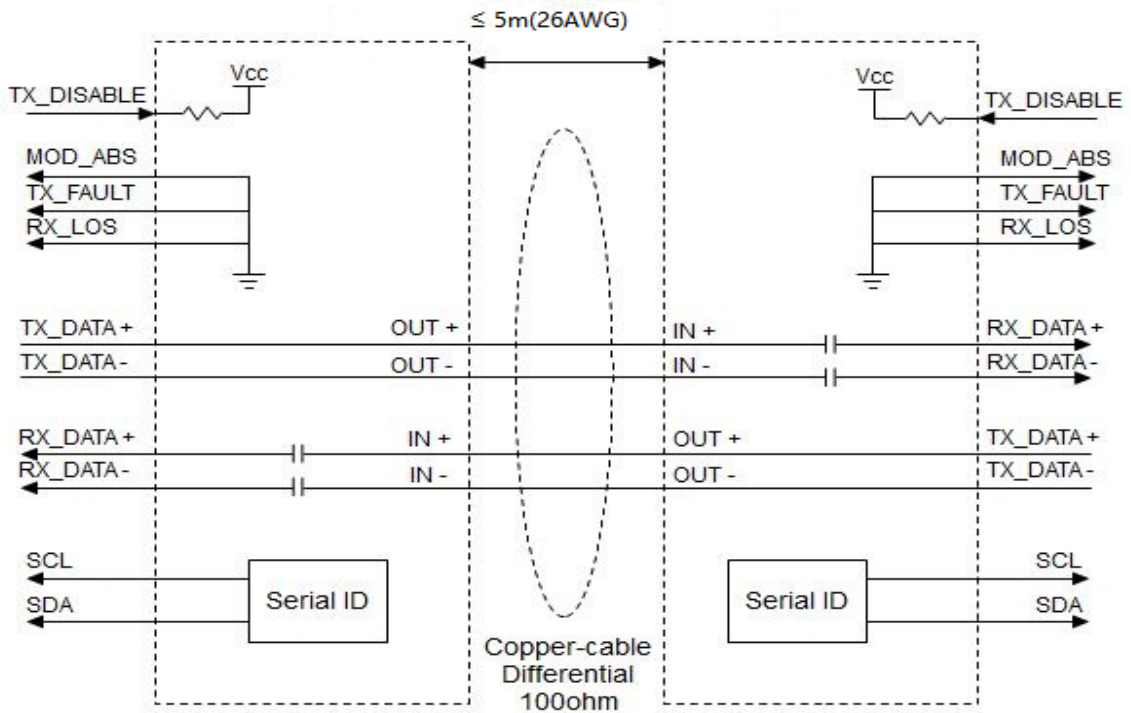 ≤ 5m(26AWG)
Vcc
Vcc
TX_DISABLE
TX_DISABLE
MOD_ABS
MOD_ABS
TX_FAULT
TX_FAULT
RX_LOS
RX_LOS
TX_DATA+ OUT + IN + RX_DATA+
TX_DATA- OUT - IN - RX_DATA-
RX_DATA+ IN + OUT + TX_DATA+
RX_DATA- IN - OUT - TX_DATA-
SCL
SCL
Serial ID
Serial ID
SDA
SDA
Copper-cable
Differential
100ohm